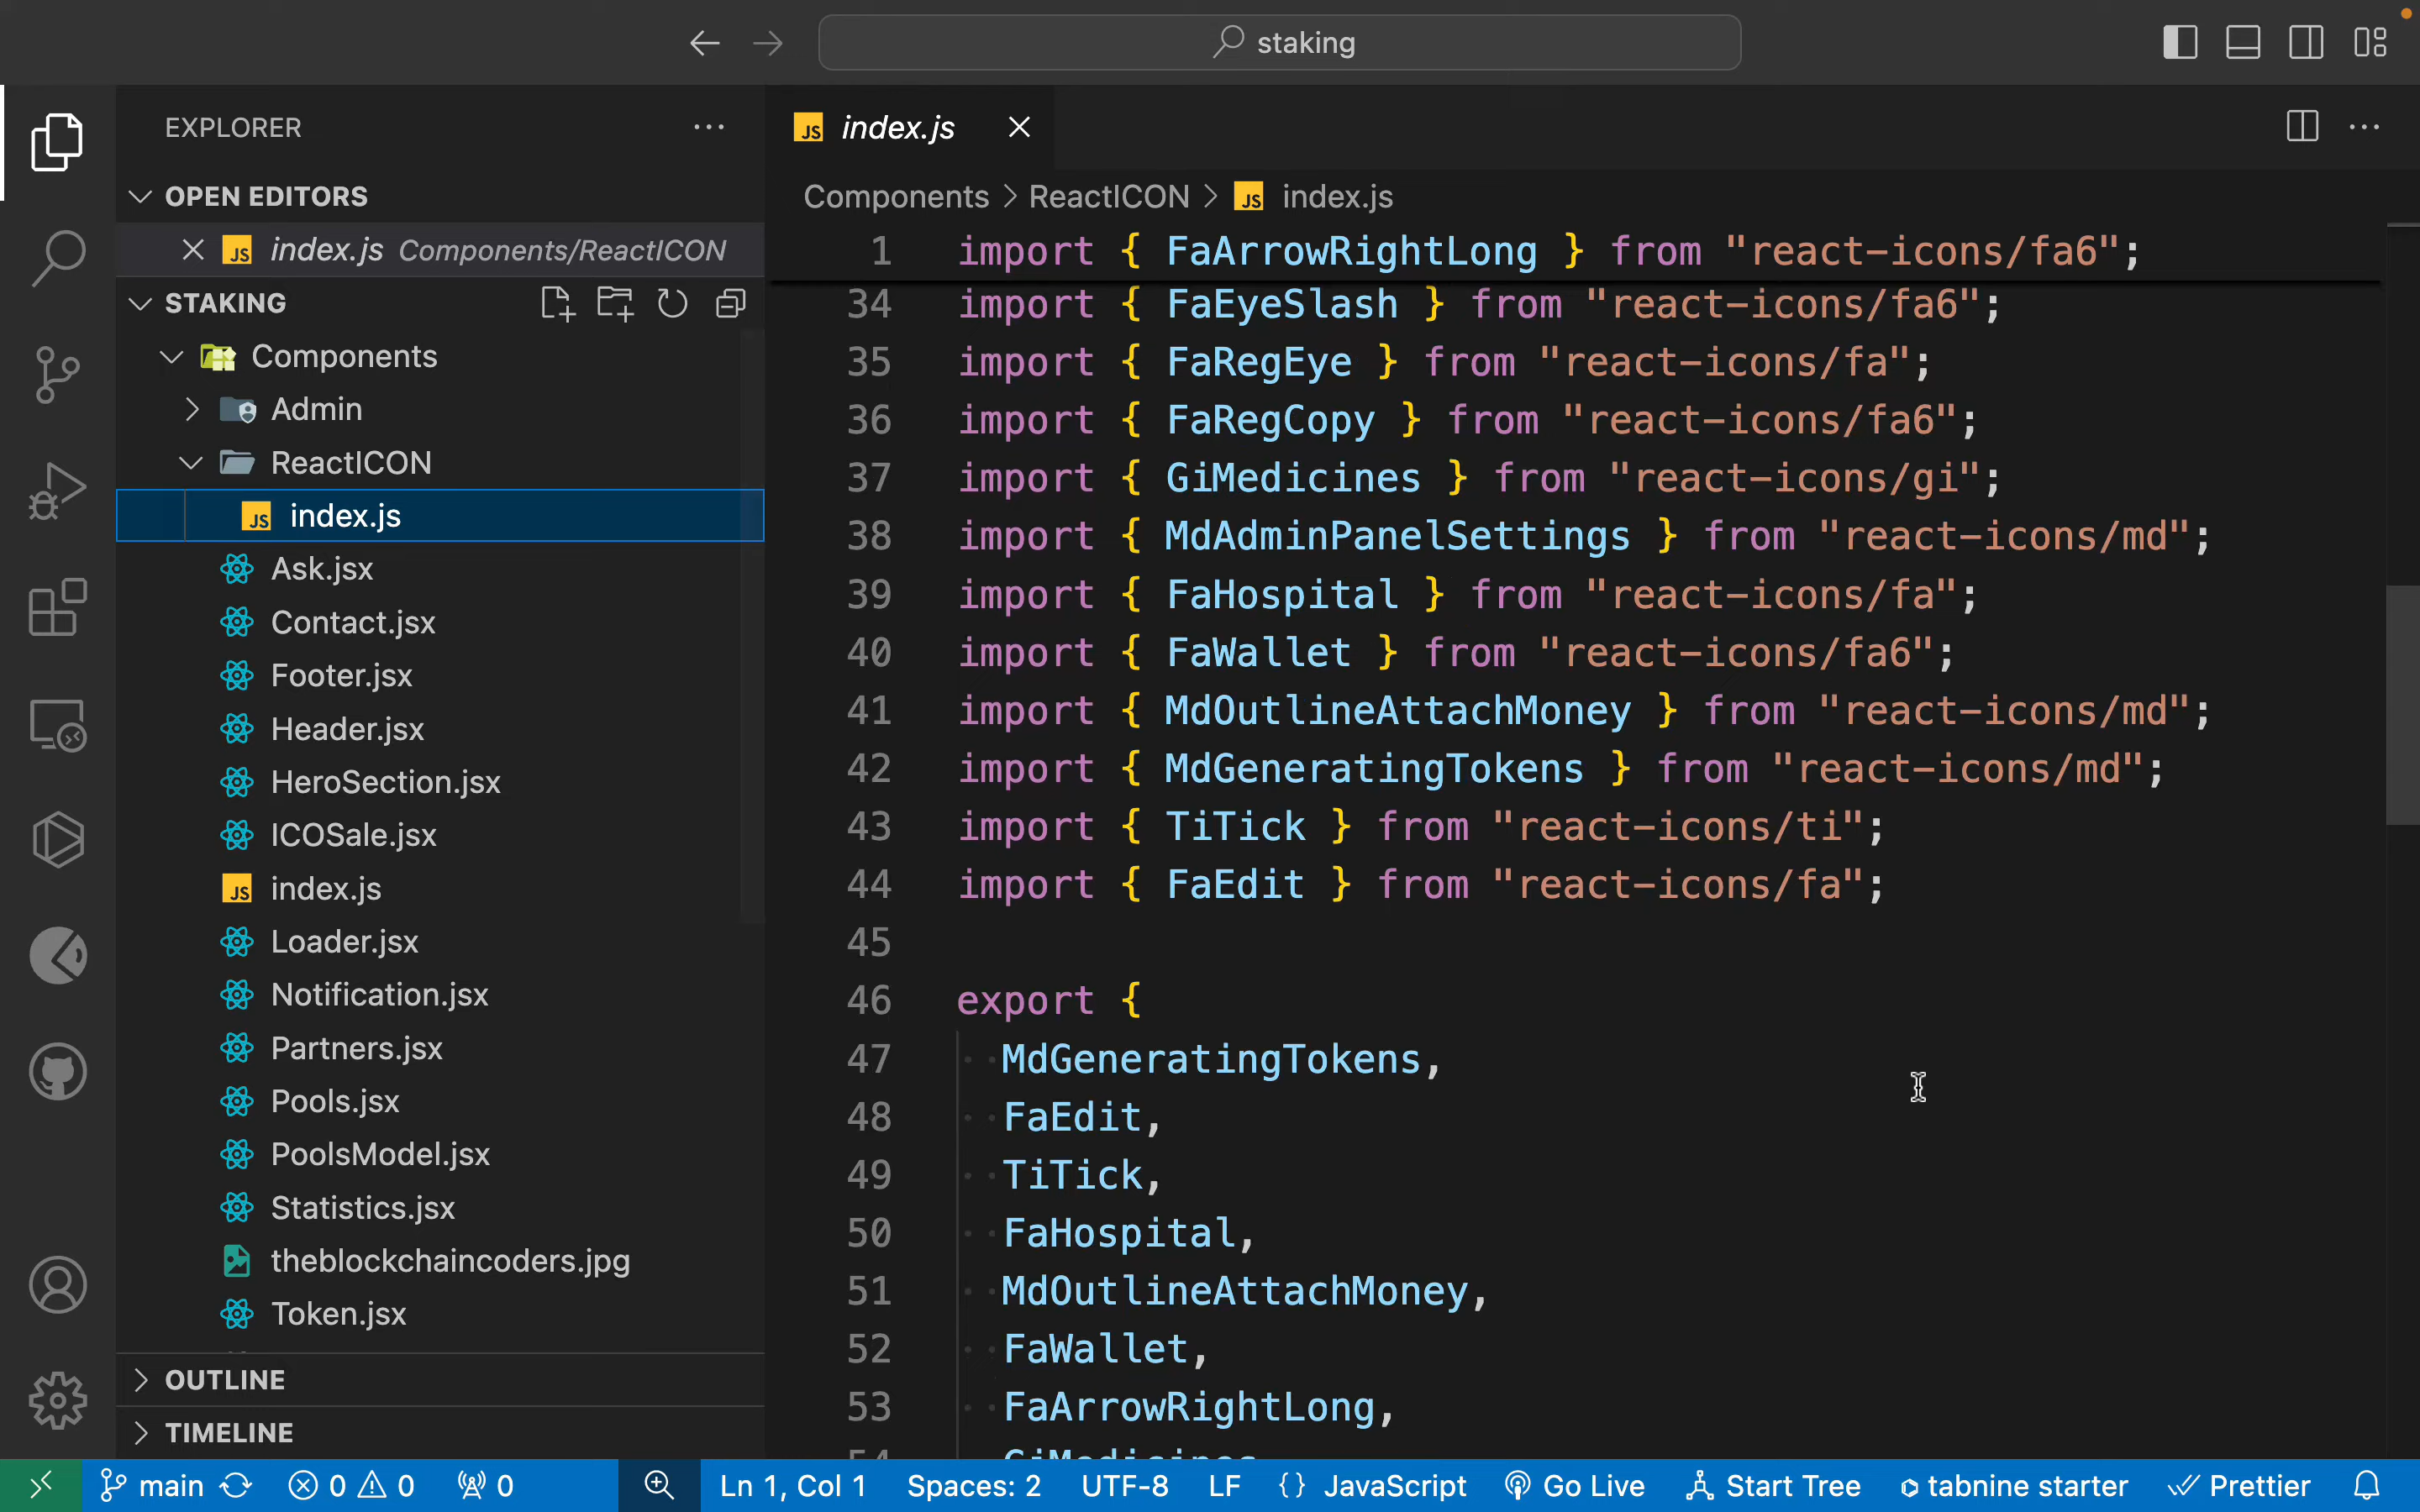 staking
EXPLORER
OPEN EDITORS
index.js Components/ReactICON
STAKING
Components
Admin
ReactICON
JS index.js
Ask.jsx
Contact.jsx
Footer.jsx
Header.jsx
HeroSection.jsx
ICOSale.jsx
JS index.js
Loader.jsx
Notification.jsx
Partners.jsx
Pools.jsx
PoolsModel.jsx
Statistics.jsx
theblockchaincoders.jpg
Token.jsx
OUTLINE
TIMELINE
JS index.js
Components > ReactICON > JS index.js
1 import { FaArrowRightLong } from "react-icons/fa6";
34 import { FaEyeSlash } from "react-icons/fa6";
35 import { FaRegEye } from "react-icons/fa";
36 import { FaRegCopy } from "react-icons/fa6";
37 import { GiMedicines } from "react-icons/gi";
38 import { MdAdminPanelSettings } from "react-icons/md";
39 import { FaHospital } from "react-icons/fa";
40 import { FaWallet } from "react-icons/fa6";
41 import { MdOutlineAttachMoney } from "react-icons/md";
42 import { MdGeneratingTokens } from "react-icons/md";
43 import { TiTick } from "react-icons/ti";
44 import { FaEdit } from "react-icons/fa";
45
46 export {
47 MdGeneratingTokens,
48 FaEdit,
49 TiTick,
50 FaHospital,
51 MdOutlineAttachMoney,
52 FaWallet,
53 FaArrowRightLong,
54 GiMedicines
main 0 0 0 Ln 1, Col 1 Spaces: 2 UTF-8 LF {} JavaScript Go Live Start Tree tabnine starter Prettier